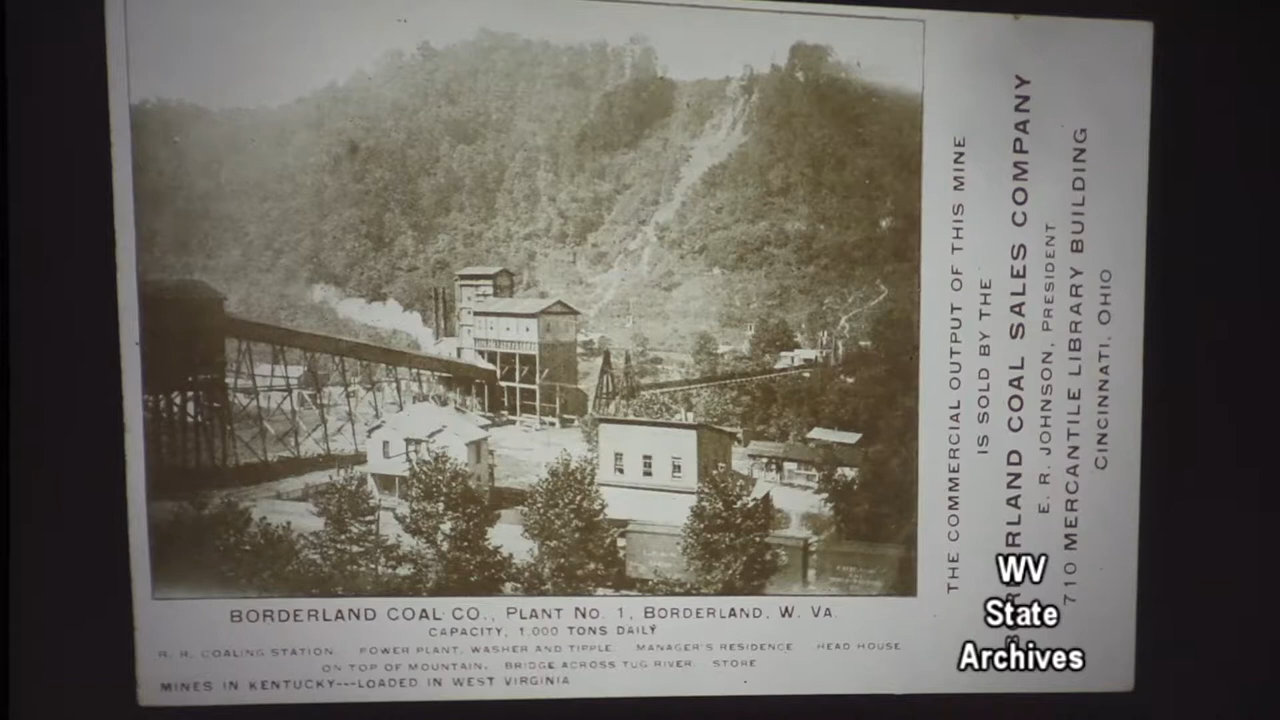 BORDERLAND COAL CO., PLANT NO. 1, BORDERLAND, W. VA.
CAPACITY, 1,000 TONS DAILY
R. R. COALING STATION. POWER PLANT, WASHER AND TIPPLE. MANAGER'S RESIDENCE HEAD HOUSE
ON TOP OF MOUNTAIN. BRIDGE ACROSS TUG RIVER. STORE
MINES IN KENTUCKY---LOADED IN WEST VIRGINIA
THE COMMERCIAL OUTPUT OF THIS MINE
IS SOLD BY THE
RLAND COAL SALES COMPANY
E. R. JOHNSON, PRESIDENT
710 MERCANTILE LIBRARY BUILDING
CINCINNATI, OHIO
WV
State
Archives